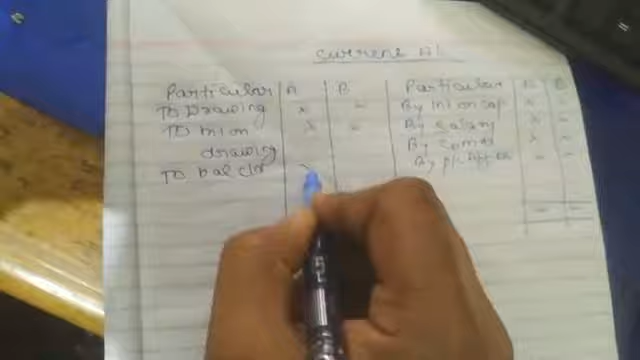 Current A/
Particular A B Particular A B
To Drawing x - By Int on Cap x -
To Int on x - By Salary x -
drawing By Comm x -
To bal c/d By P/L App - -